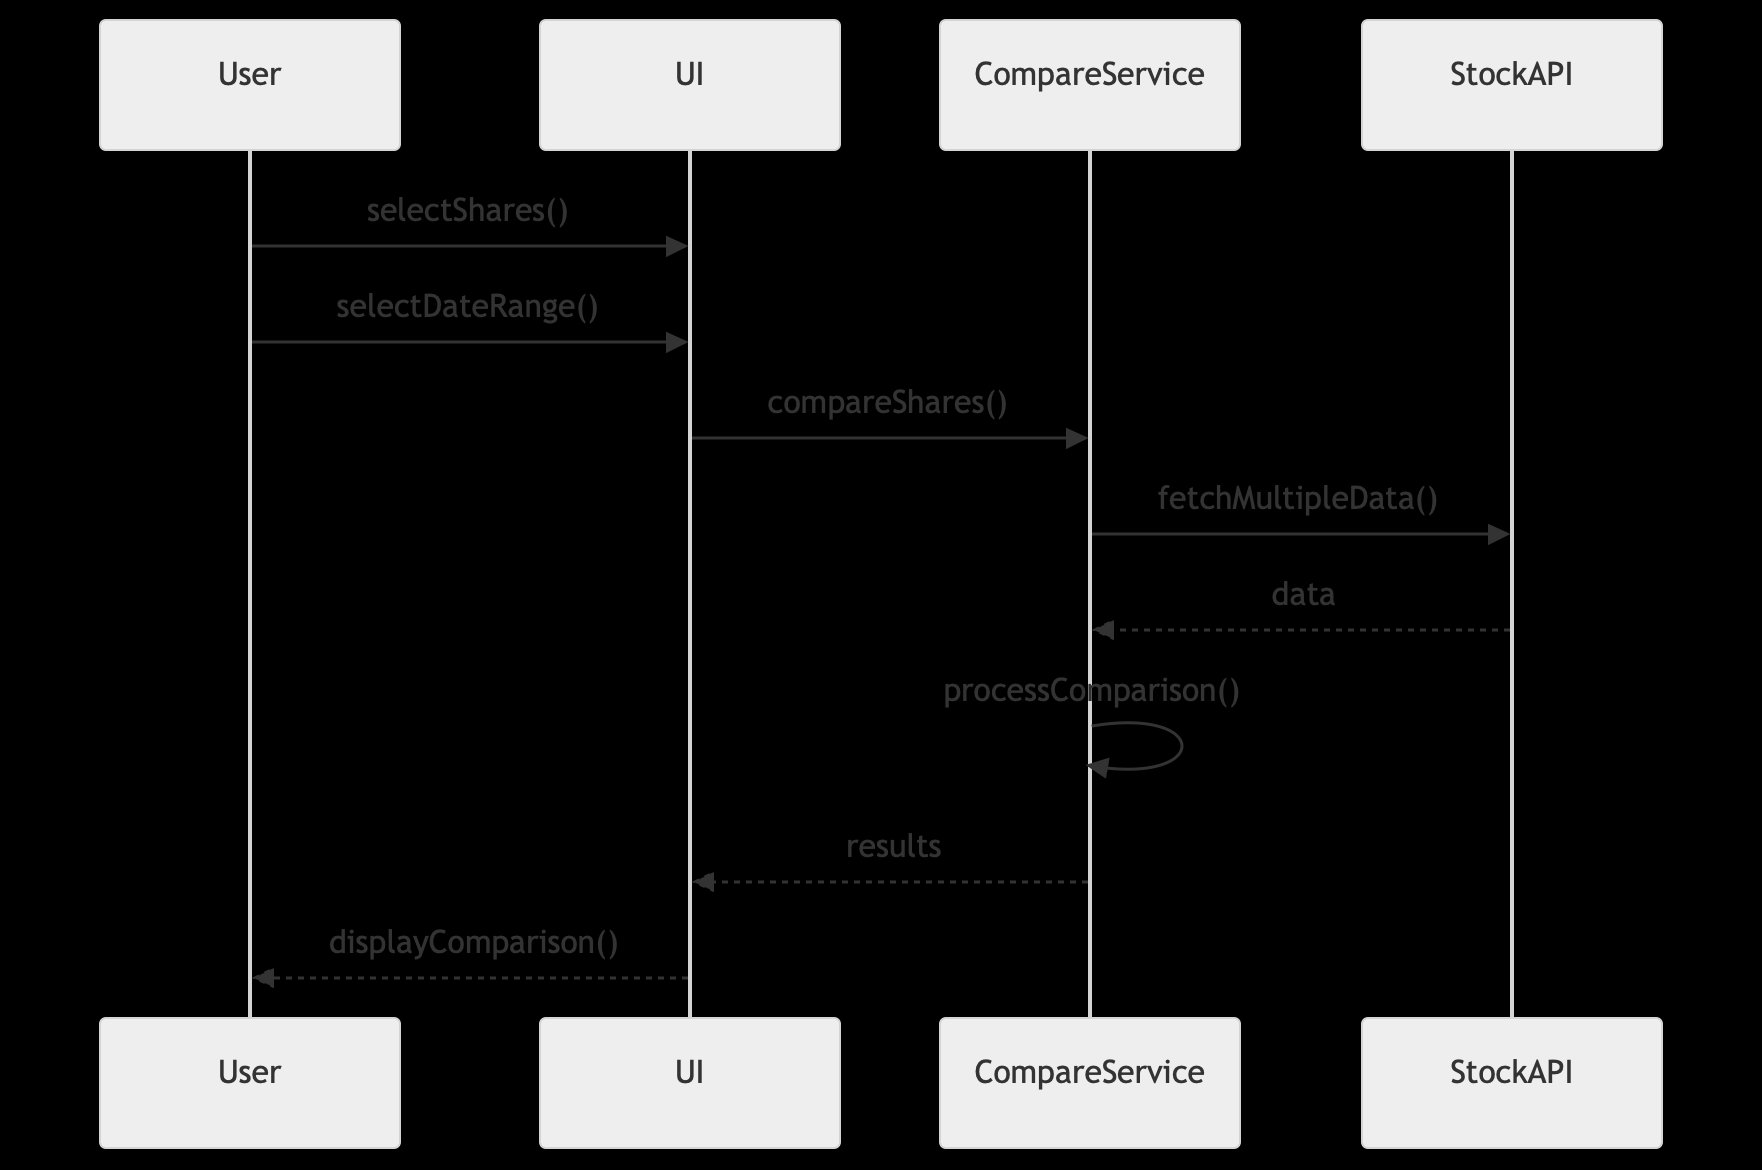 User
UI
CompareService
StockAPI
selectShares()
selectDateRange()
compareShares()
fetchMultipleData()
data
processComparison()
results
displayComparison()
User
UI
CompareService
StockAPI